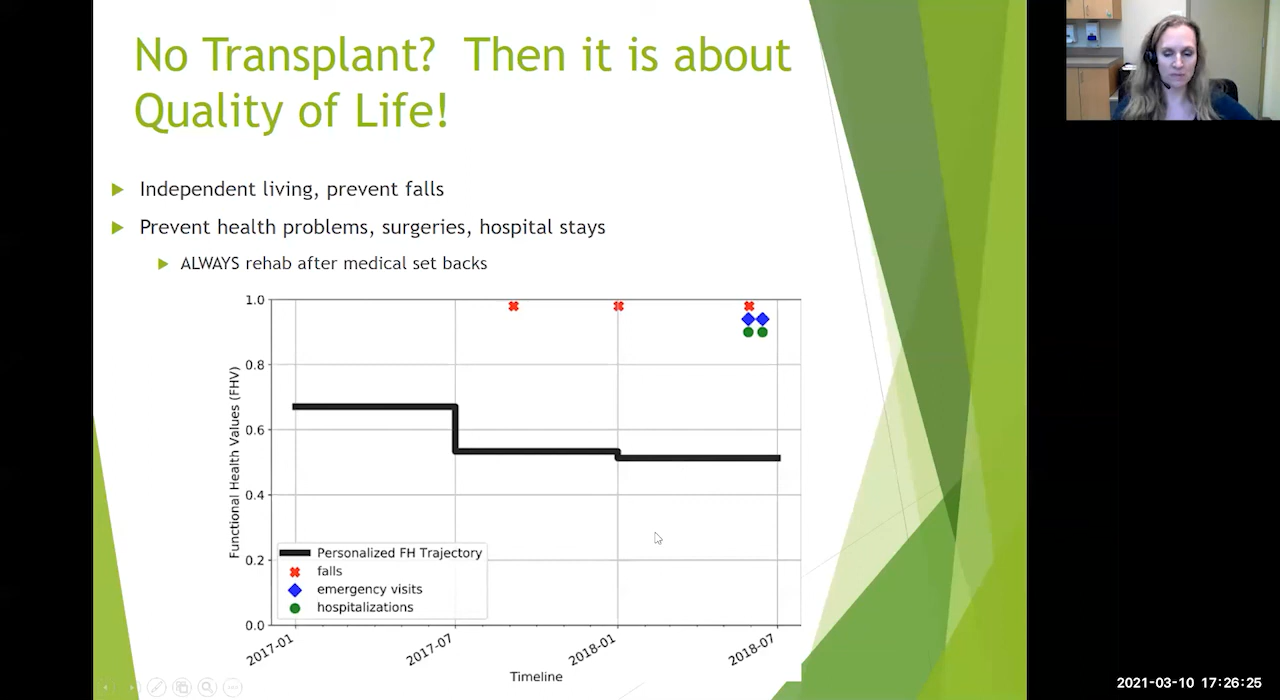 No Transplant? Then it is about
Quality of Life!
Independent living, prevent falls
Prevent health problems, surgeries, hospital stays
ALWAYS rehab after medical set backs
1.0
0.8
0.6
0.4
0.2
0.0
Functional Health Values (FHV)
Personalized FH Trajectory
falls
emergency visits
hospitalizations
2017-01
2017-07
2018-01
2018-07
Timeline
2021-03-10 17:26:25